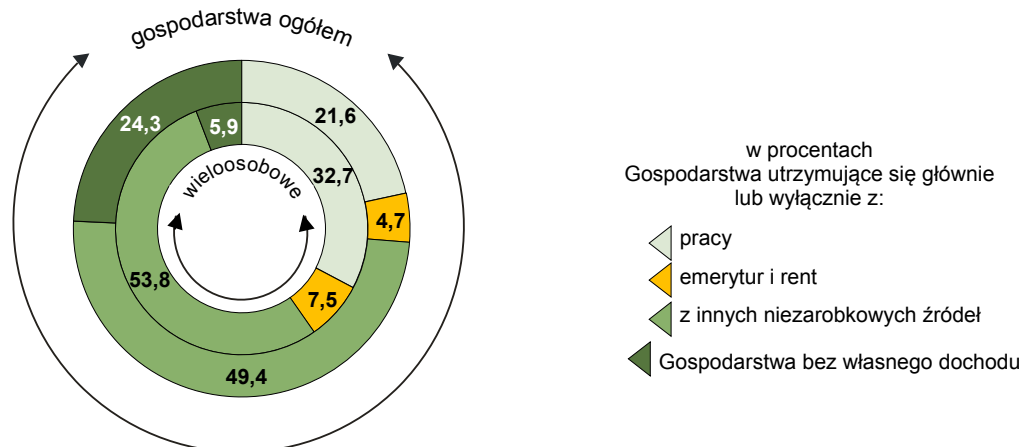 gospodarstwa ogółem
24,3
5,9
21,6
wieloosobowe
32,7
4,7
53,8
7,5
49,4
w procentach
Gospodarstwa utrzymujące się głównie
lub wyłącznie z:
pracy
emerytur i rent
z innych niezarobkowych źródeł
Gospodarstwa bez własnego dochodu